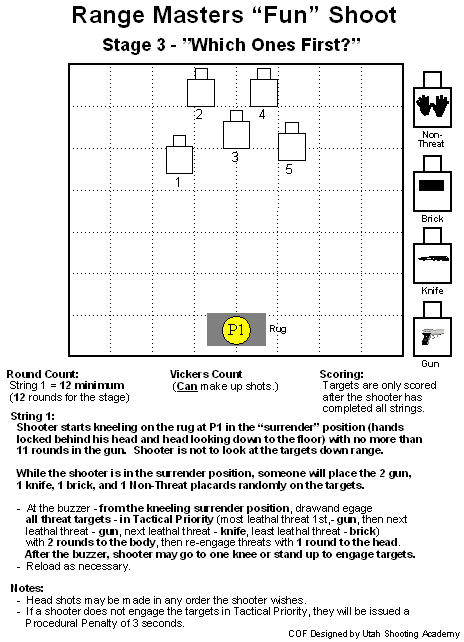 Range Masters “Fun” Shoot
Stage 3 - ”Which Ones First?”
2
4
3
1
5
P1
Rug
Non-
Threat
Brick
Knife
Gun
Round Count:
String 1 = 12 minimum
(12 rounds for the stage)
Vickers Count
(Can make up shots.)
Scoring:
Targets are only scored
after the shooter has
completed all strings.
String 1:
Shooter starts kneeling on the rug at P1 in the “surrender” position (hands
locked behind his head and head looking down to the floor) with no more than
11 rounds in the gun. Shooter is not to look at the targets down range.
While the shooter is in the surrender position, someone will place the 2 gun,
1 knife, 1 brick, and 1 Non-Threat placards randomly on the targets.
- At the buzzer - from the kneeling surrender position, drawand egage
all threat targets - in Tactical Priority (most leathal threat 1st,- gun, then next
leathal threat - gun, next leathal threat - knife, least leathal threat - brick)
with 2 rounds to the body, then re-engage threats with 1 round to the head.
After the buzzer, shooter may go to one knee or stand up to engage targets.
- Reload as necessary.
Notes:
- Head shots may be made in any order the shooter wishes.
- If a shooter does not engage the targets in Tactical Priority, they will be issued a
Procedural Penalty of 3 seconds.
COF Designed by Utah Shooting Academy